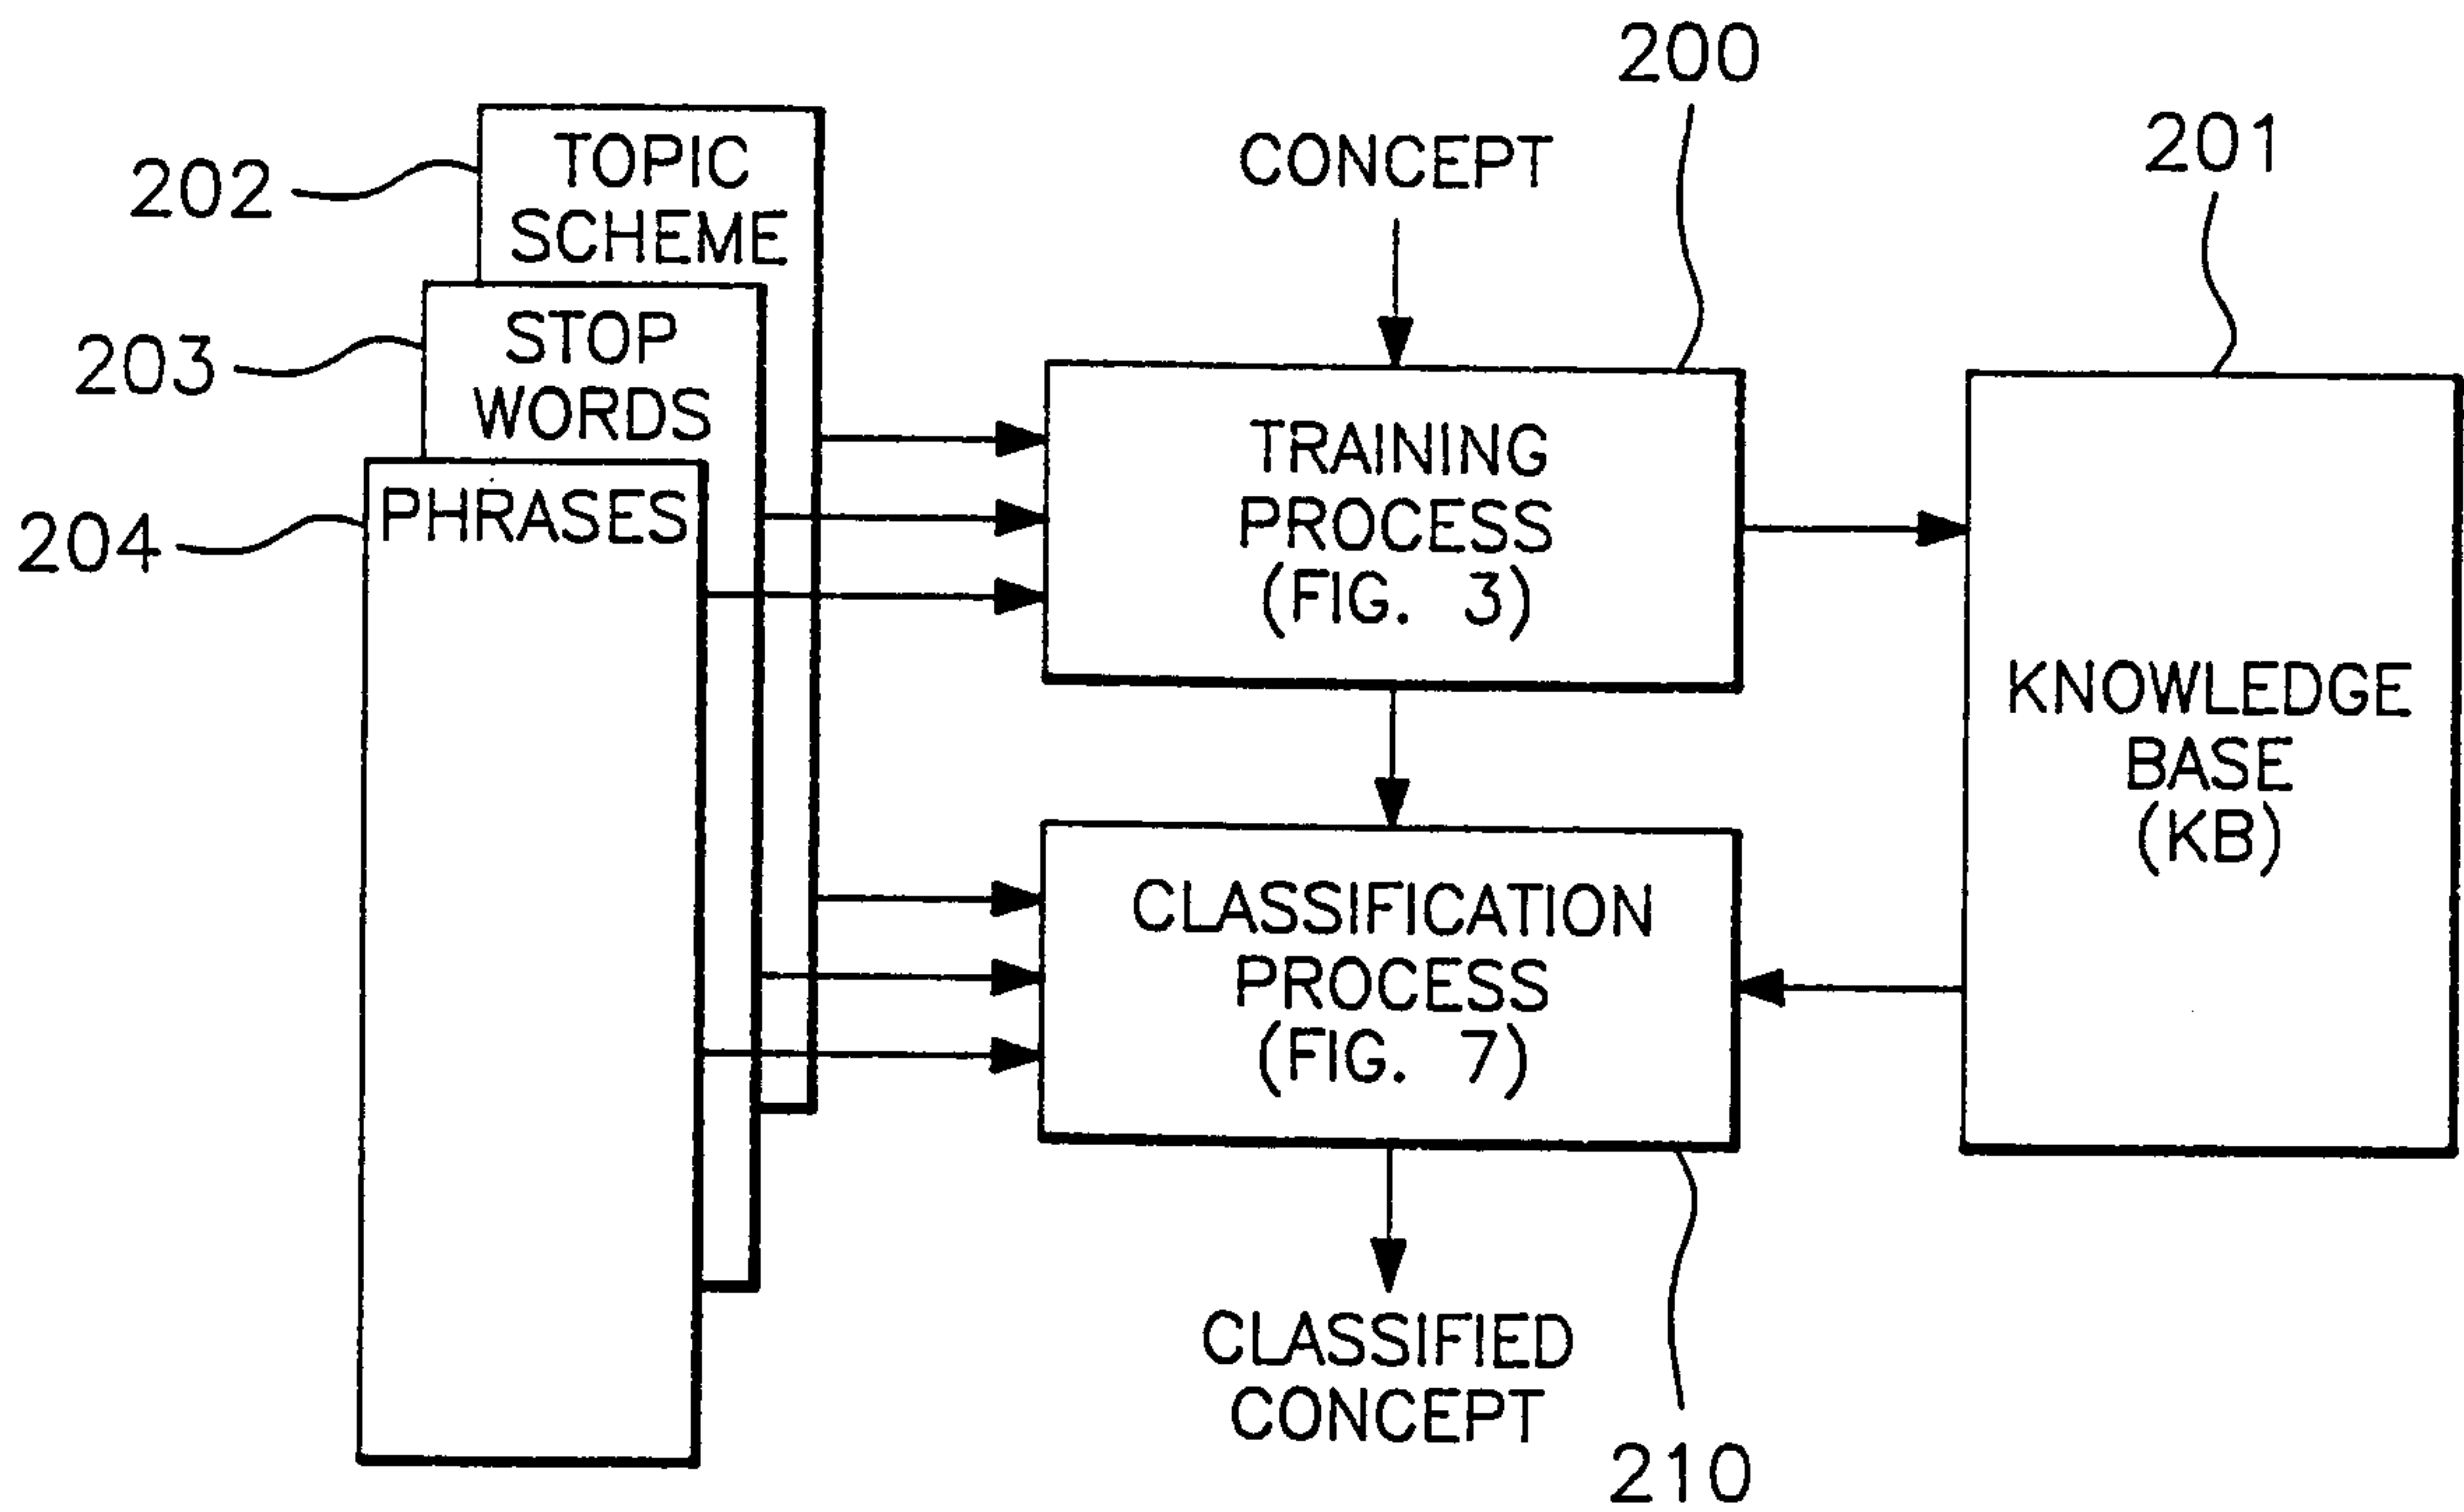 200
CONCEPT
201
202
TOPIC
SCHEME
203
STOP
WORDS
204
PHRASES
TRAINING
PROCESS
(FIG. 3)
KNOWLEDGE
BASE
(KB)
CLASSIFICATION
PROCESS
(FIG. 7)
CLASSIFIED
CONCEPT
210